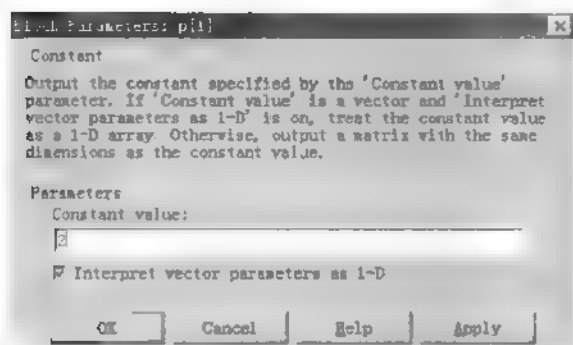 Block Parameters: p[1]
Constant
Output the constant specified by the 'Constant value'
parameter. If 'Constant value' is a vector and 'Interpret
vector parameters as 1-D' is on, treat the constant value
as a 1-D array. Otherwise, output a matrix with the same
dimensions as the constant value.
Parameters
Constant value:
2
Interpret vector parameters as 1-D
OK Cancel Help Apply